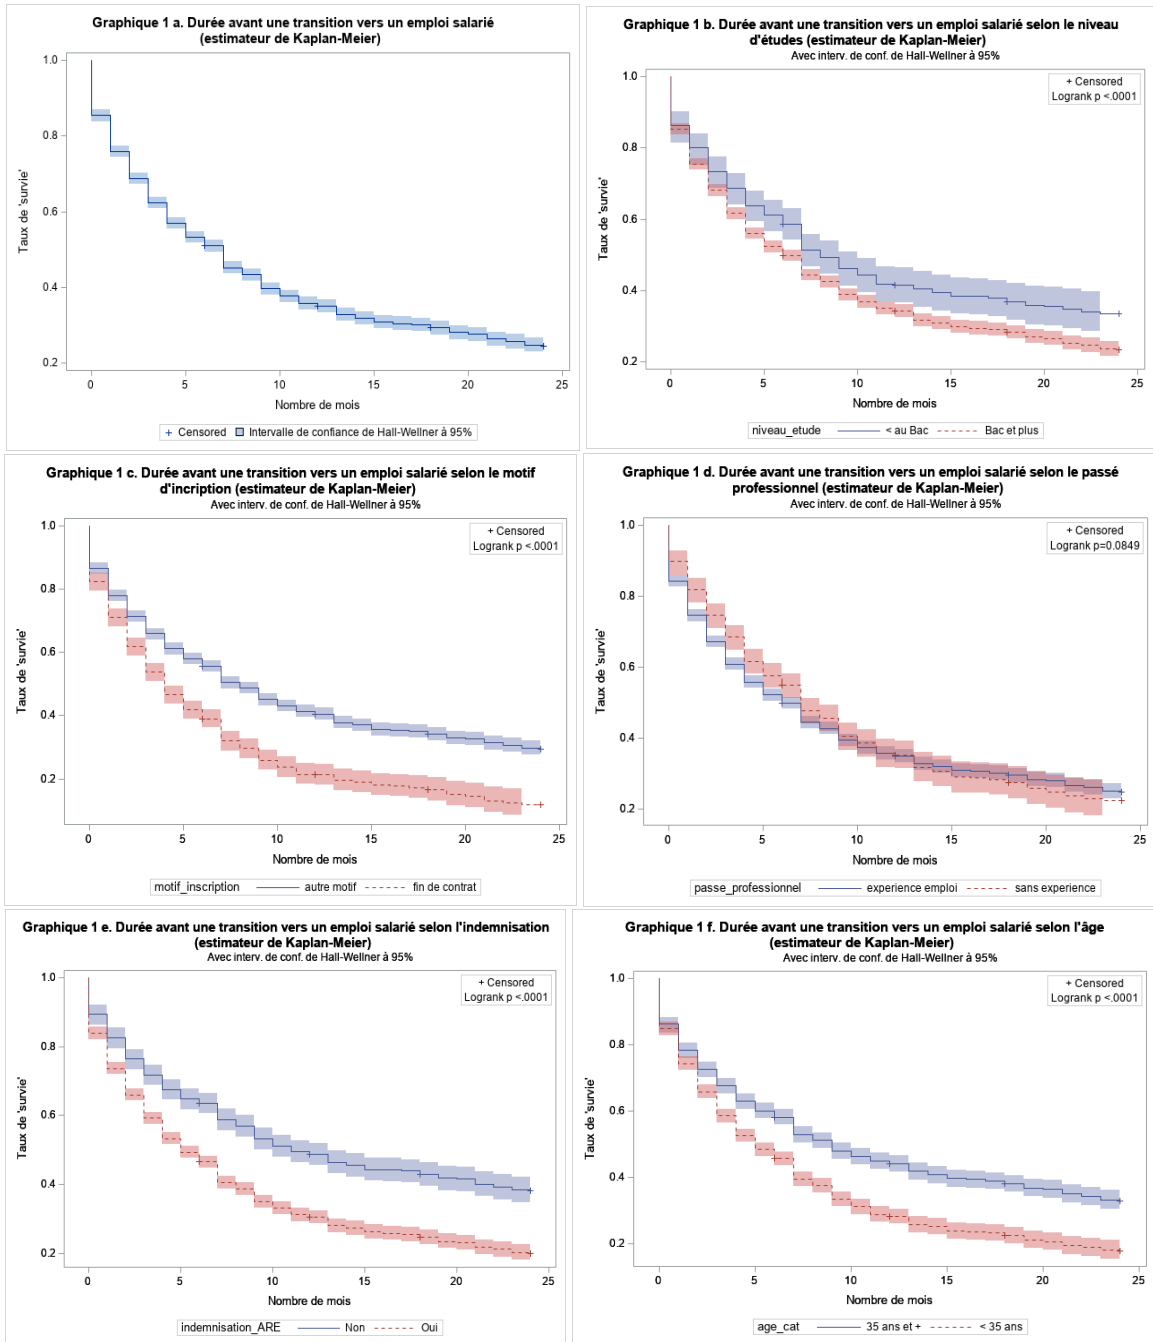 Graphique 1 a. Durée avant une transition vers un emploi salarié
(estimateur de Kaplan-Meier)
1.0
0.8
0.6
0.4
0.2
Taux de 'survie'
0
5
10
15
20
25
Nombre de mois
+ Censored
Intervalle de confiance de Hall-Wellner à 95%
Graphique 1 b. Durée avant une transition vers un emploi salarié selon le niveau
d'études (estimateur de Kaplan-Meier)
Avec interv. de conf. de Hall-Wellner à 95%
+ Censored
Logrank p <.0001
1.0
0.8
0.6
0.4
0.2
Taux de 'survie'
0
5
10
15
20
25
Nombre de mois
niveau_etude
< au Bac
Bac et plus
Graphique 1 c. Durée avant une transition vers un emploi salarié selon le motif
d'incription (estimateur de Kaplan-Meier)
Avec interv. de conf. de Hall-Wellner à 95%
+ Censored
Logrank p <.0001
1.0
0.8
0.6
0.4
0.2
Taux de 'survie'
0
5
10
15
20
25
Nombre de mois
motif_inscription
autre motif
fin de contrat
Graphique 1 d. Durée avant une transition vers un emploi salarié selon le passé
professionnel (estimateur de Kaplan-Meier)
Avec interv. de conf. de Hall-Wellner à 95%
+ Censored
Logrank p=0.0849
1.0
0.8
0.6
0.4
0.2
Taux de 'survie'
0
5
10
15
20
25
Nombre de mois
passe_professionnel
experience emploi
sans experience
Graphique 1 e. Durée avant une transition vers un emploi salarié selon l'indemnisation
(estimateur de Kaplan-Meier)
Avec interv. de conf. de Hall-Wellner à 95%
+ Censored
Logrank p <.0001
1.0
0.8
0.6
0.4
0.2
Taux de 'survie'
0
5
10
15
20
25
Nombre de mois
indemnisation_ARE
Non
Oui
Graphique 1 f. Durée avant une transition vers un emploi salarié selon l'âge
(estimateur de Kaplan-Meier)
Avec interv. de conf. de Hall-Wellner à 95%
+ Censored
Logrank p <.0001
1.0
0.8
0.6
0.4
0.2
Taux de 'survie'
0
5
10
15
20
25
Nombre de mois
age_cat
35 ans et +
< 35 ans